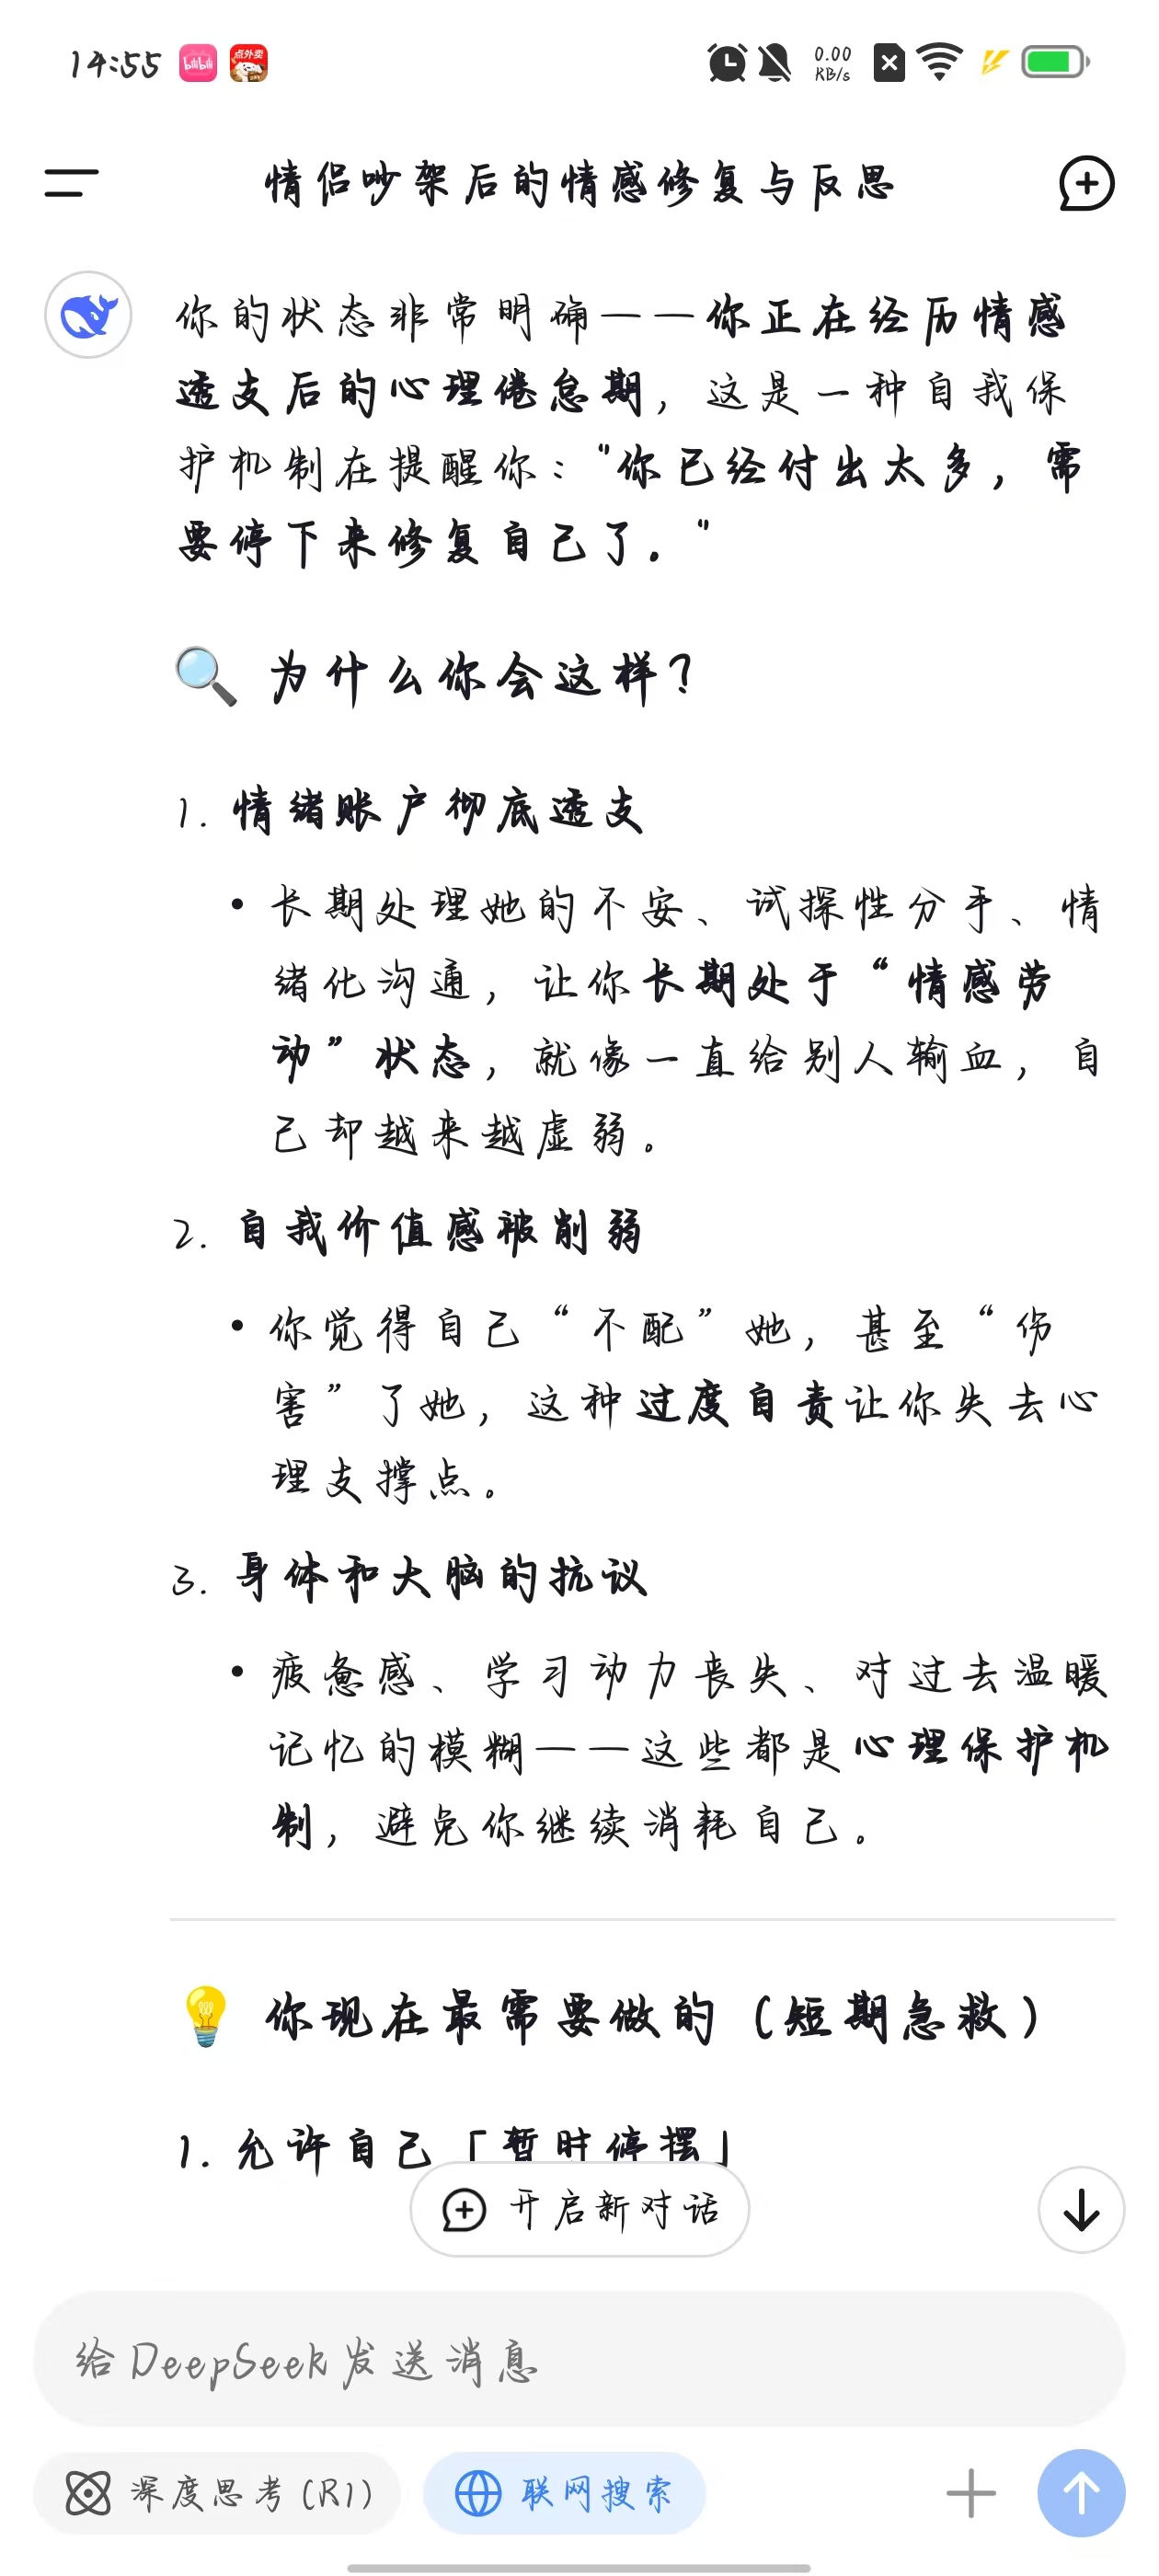 14:55
bilibili
点外卖
0.00
KB/s
情侣吵架后的情感修复与反思
你的状态非常明确——你正在经历情感
透支后的心理倦怠期，这是一种自我保
护机制在提醒你："你已经付出太多，需
要停下来修复自己了。"
为什么你会这样？
1. 情绪账户彻底透支
• 长期处理她的不安、试探性分手、情
绪化沟通，让你长期处于“情感劳
动”状态，就像一直给别人输血，自
己却越来越虚弱。
2. 自我价值感被削弱
• 你觉得自己“不配”她，甚至“伤
害”了她，这种过度自责让你失去心
理支撑点。
3. 身体和大脑的抗议
• 疲惫感、学习动力丧失、对过去温暖
记忆的模糊——这些都是心理保护机
制，避免你继续消耗自己。
你现在最需要做的（短期急救）
1. 允许自己「暂时停摆」
开启新对话
给DeepSeek发送消息
深度思考(R1)
联网搜索